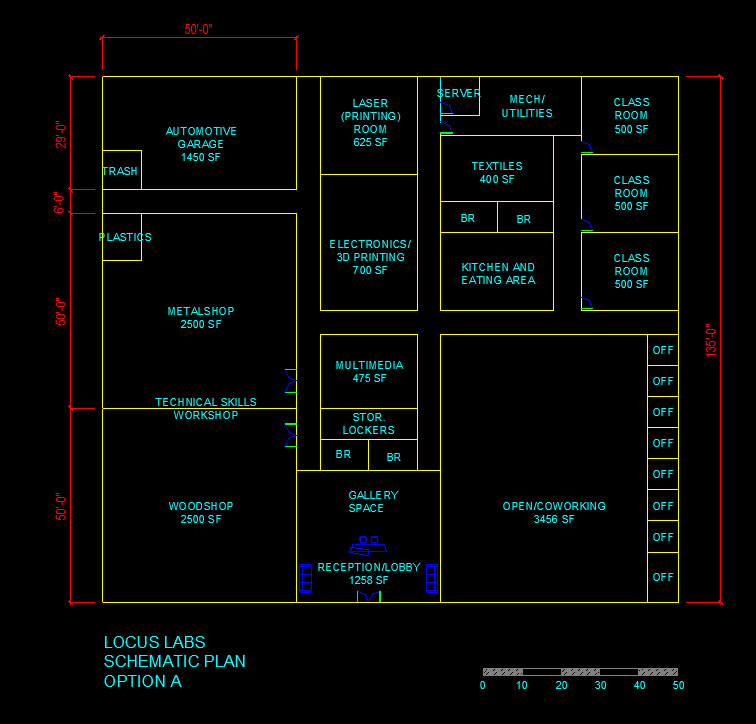 50'-0"
29'-0"
6'-0"
50'-0"
50'-0"
135'-0"
AUTOMOTIVE
GARAGE
1450 SF
TRASH
PLASTICS
METALSHOP
2500 SF
TECHNICAL SKILLS
WORKSHOP
WOODSHOP
2500 SF
LASER
(PRINTING)
ROOM
625 SF
ELECTRONICS/
3D PRINTING
700 SF
MULTIMEDIA
475 SF
STOR.
LOCKERS
BR
BR
GALLERY
SPACE
RECEPTION/LOBBY
1258 SF
SERVER
MECH/
UTILITIES
TEXTILES
400 SF
BR
BR
KITCHEN AND
EATING AREA
CLASS
ROOM
500 SF
CLASS
ROOM
500 SF
CLASS
ROOM
500 SF
OPEN/COWORKING
3456 SF
OFF
OFF
OFF
OFF
OFF
OFF
OFF
OFF
LOCUS LABS
SCHEMATIC PLAN
OPTION A
0 10 20 30 40 50